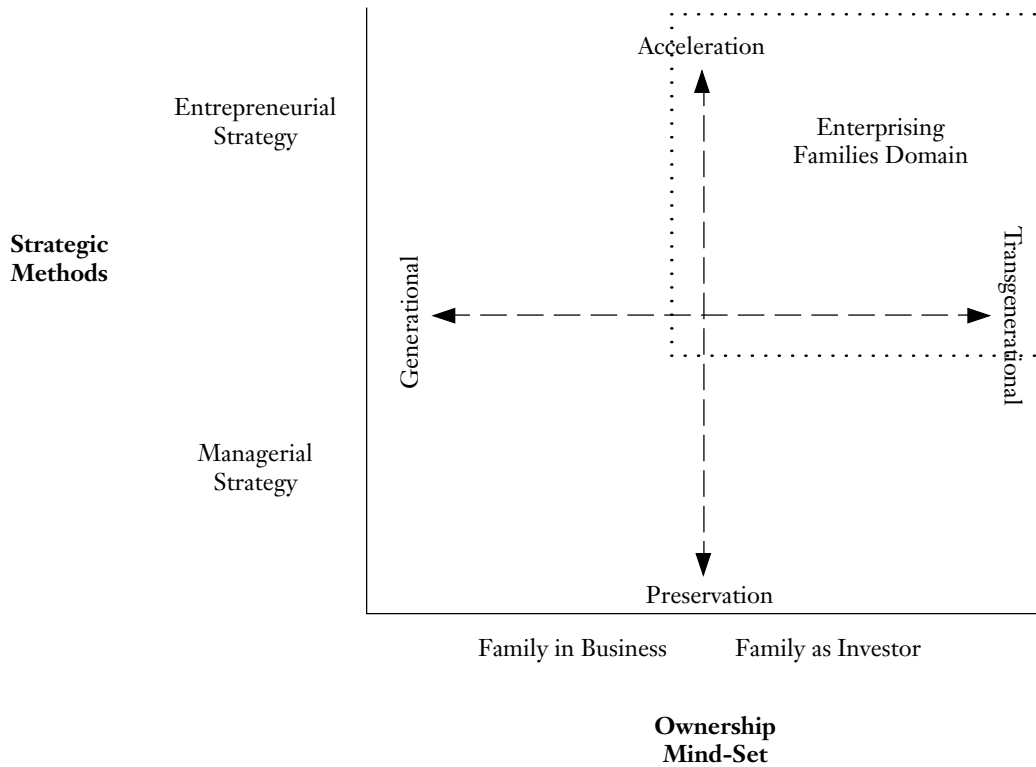 Acceleration
Entrepreneurial
Strategy
Enterprising
Families Domain
Strategic
Methods
Generational
Transgenerational
Managerial
Strategy
Preservation
Family in Business
Family as Investor
Ownership
Mind-Set